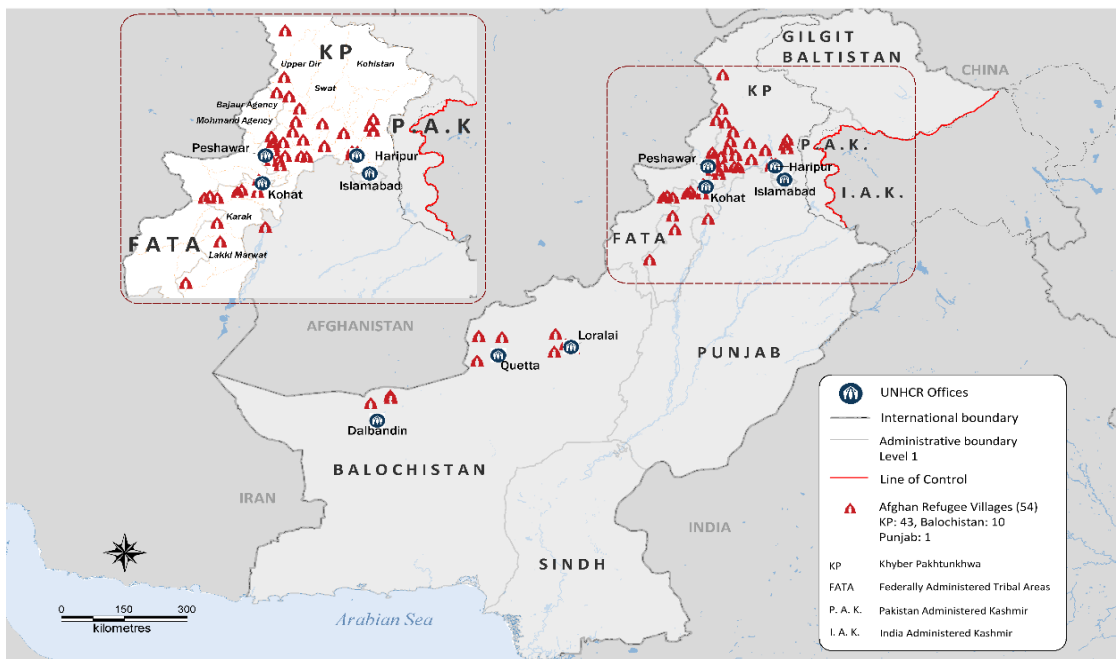 KP
Upper Dir
Kohistan
Swat
Bajaur Agency
Mohmand Agency
P.A.K
Peshawar
Haripur
Islamabad
Kohat
Karak
FATA
Lakki Marwat
GILGIT
BALTISTAN
CHINA
KP
P. A. K.
Peshawar
Haripur
Islamabad
I. A. K.
Kohat
FATA
AFGHANISTAN
Loralai
Quetta
PUNJAB
Dalbandin
BALOCHISTAN
IRAN
INDIA
SINDH
Arabian Sea
0 150 300
kilometres
UNHCR Offices
International boundary
Administrative boundary
Level 1
Line of Control
Afghan Refugee Villages (54)
KP: 43, Balochistan: 10
Punjab: 1
KP Khyber Pakhtunkhwa
FATA Federally Administered Tribal Areas
P. A. K. Pakistan Administered Kashmir
I. A. K. India Administered Kashmir